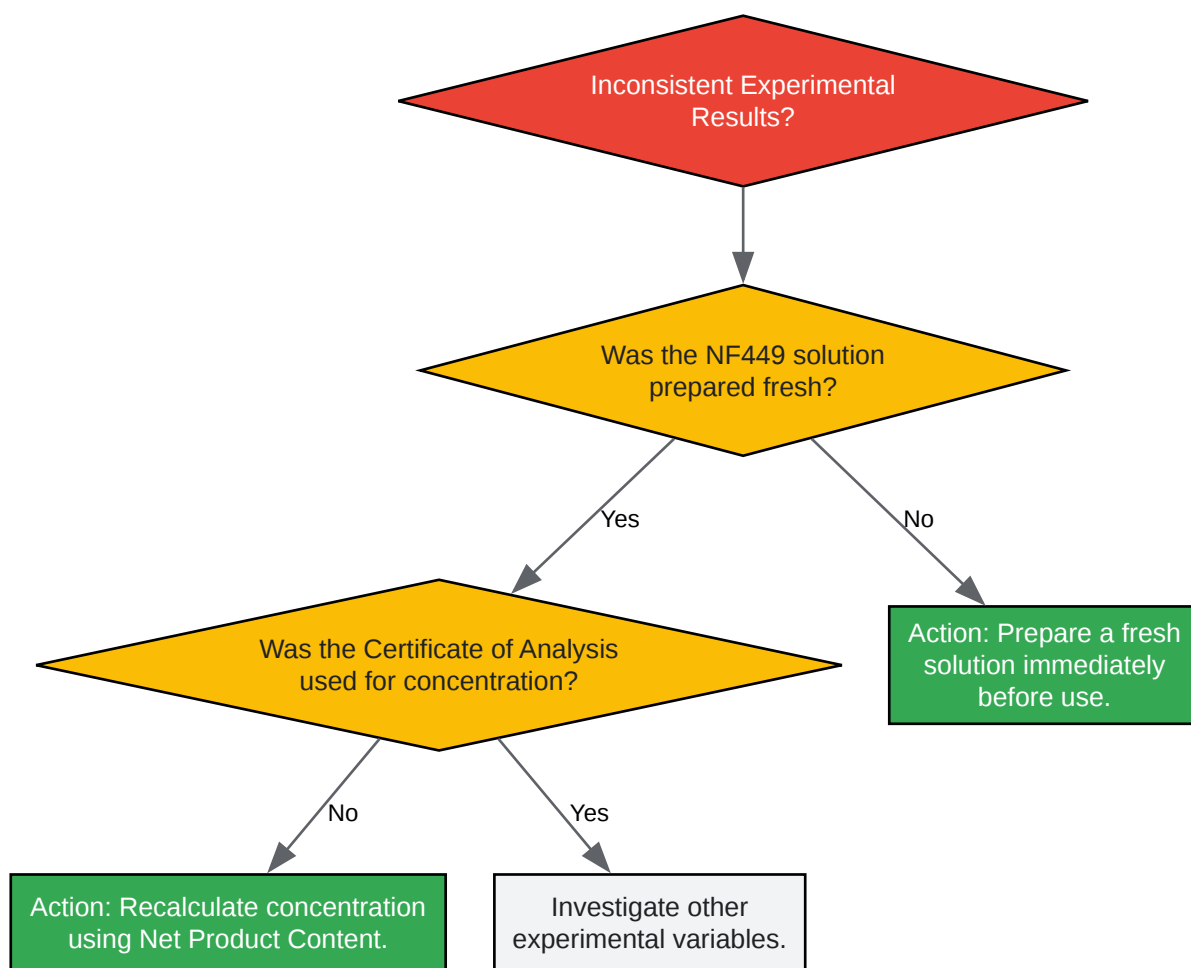 Inconsistent Experimental
Results?
Was the NF449 solution
prepared fresh?
Yes
No
Was the Certificate of Analysis
used for concentration?
Action: Prepare a fresh
solution immediately
before use.
No
Yes
Action: Recalculate concentration
using Net Product Content.
Investigate other
experimental variables.